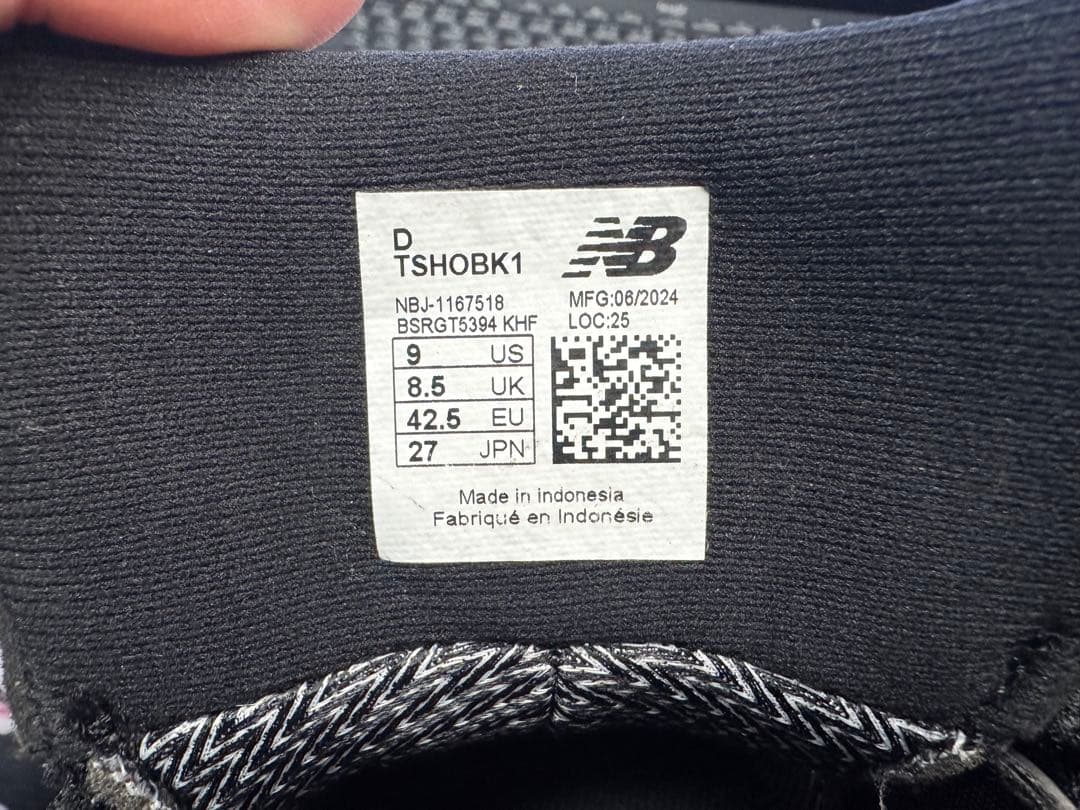 D
TSHOBK1
NB
NBJ-1167518
MFG:06/2024
BSRGT5394 KHF
LOC:25
9 US
8.5 UK
42.5 EU
27 JPN
Made in indonesia
Fabriqué en Indonésie